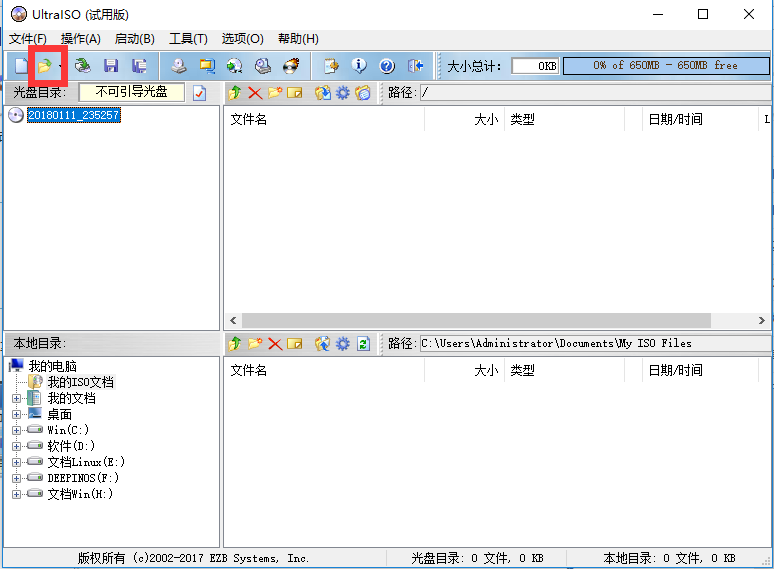 UltraISO (试用版)
文件(F) 操作(A) 启动(B) 工具(T) 选项(O) 帮助(H)
大小总计: 0KB 0% of 650MB - 650MB free
光盘目录: 不可引导光盘 路径: /
20180111_235257
文件名 大小 类型 日期/时间 L
本地目录: 路径: C:\Users\Administrator\Documents\My ISO Files
文件名 大小 类型 日期/时间
我的电脑
我的ISO文档
我的文档
桌面
Win(C:)
软件(D:)
文档Linux(E:)
DEEPINOS(F:)
文档Win(H:)
版权所有 (c)2002-2017 EZB Systems, Inc. 光盘目录: 0 文件, 0 KB 本地目录: 0 文件, 0 KB